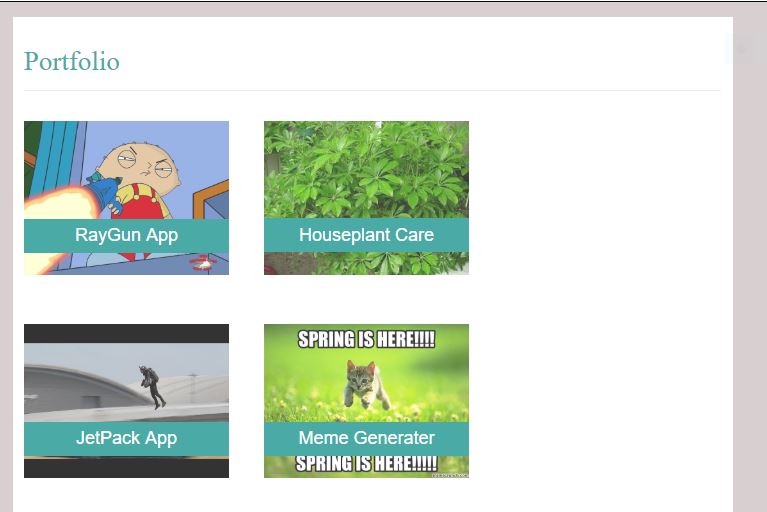 Portfolio
RayGun App
Houseplant Care
SPRING IS HERE!!!!
JetPack App
Meme Generater
SPRING IS HERE!!!!!